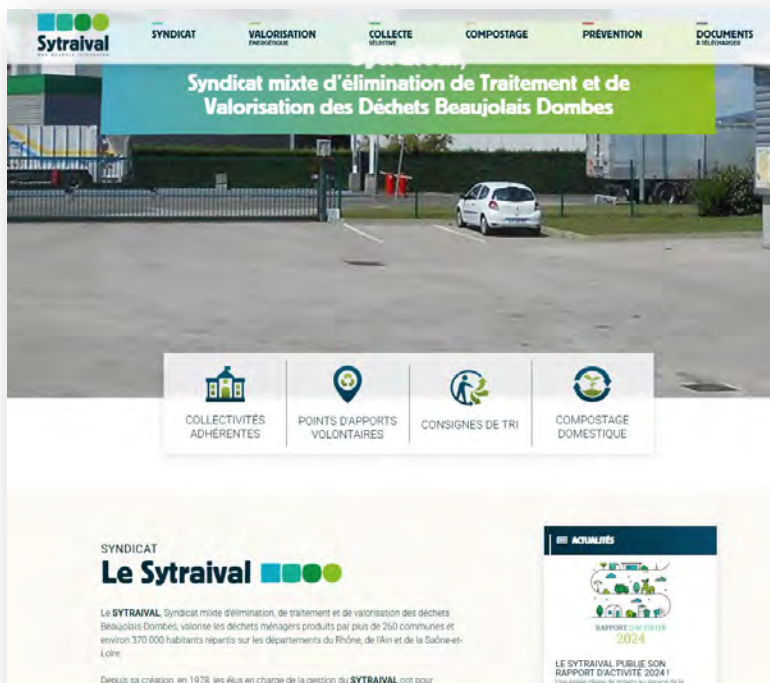 Sytraival
SYNDICAT
VALORISATION
ÉNERGÉTIQUE
COLLECTE
SÉLECTIVE
COMPOSTAGE
PRÉVENTION
DOCUMENTS
À TÉLÉCHARGER
Syndicat mixte d'élimination de Traitement et de
Valorisation des Déchets Beaujolais Dombes
COLLECTIVITÉS
ADHÉRENTES
POINTS D'APPORTS
VOLONTAIRES
CONSIGNES DE TRI
COMPOSTAGE
DOMESTIQUE
SYNDICAT
Le Sytraival
Le SYTRAIVAL, Syndicat mixte d'élimination, de traitement et de valorisation des déchets
Beaujolais-Dombes, valorise les déchets ménagers produits par plus de 260 communes et
environ 370 000 habitants répartis sur les départements du Rhône, de l'Ain et de la Saône-et-
Loire.
Depuis sa création, en 1978, les élus en charge de la gestion du SYTRAIVAL ont pour
ACTUALITÉS
RAPPORT D'ACTIVITÉ
2024
LE SYTRAIVAL PUBLIE SON
RAPPORT D'ACTIVITÉ 2024 !